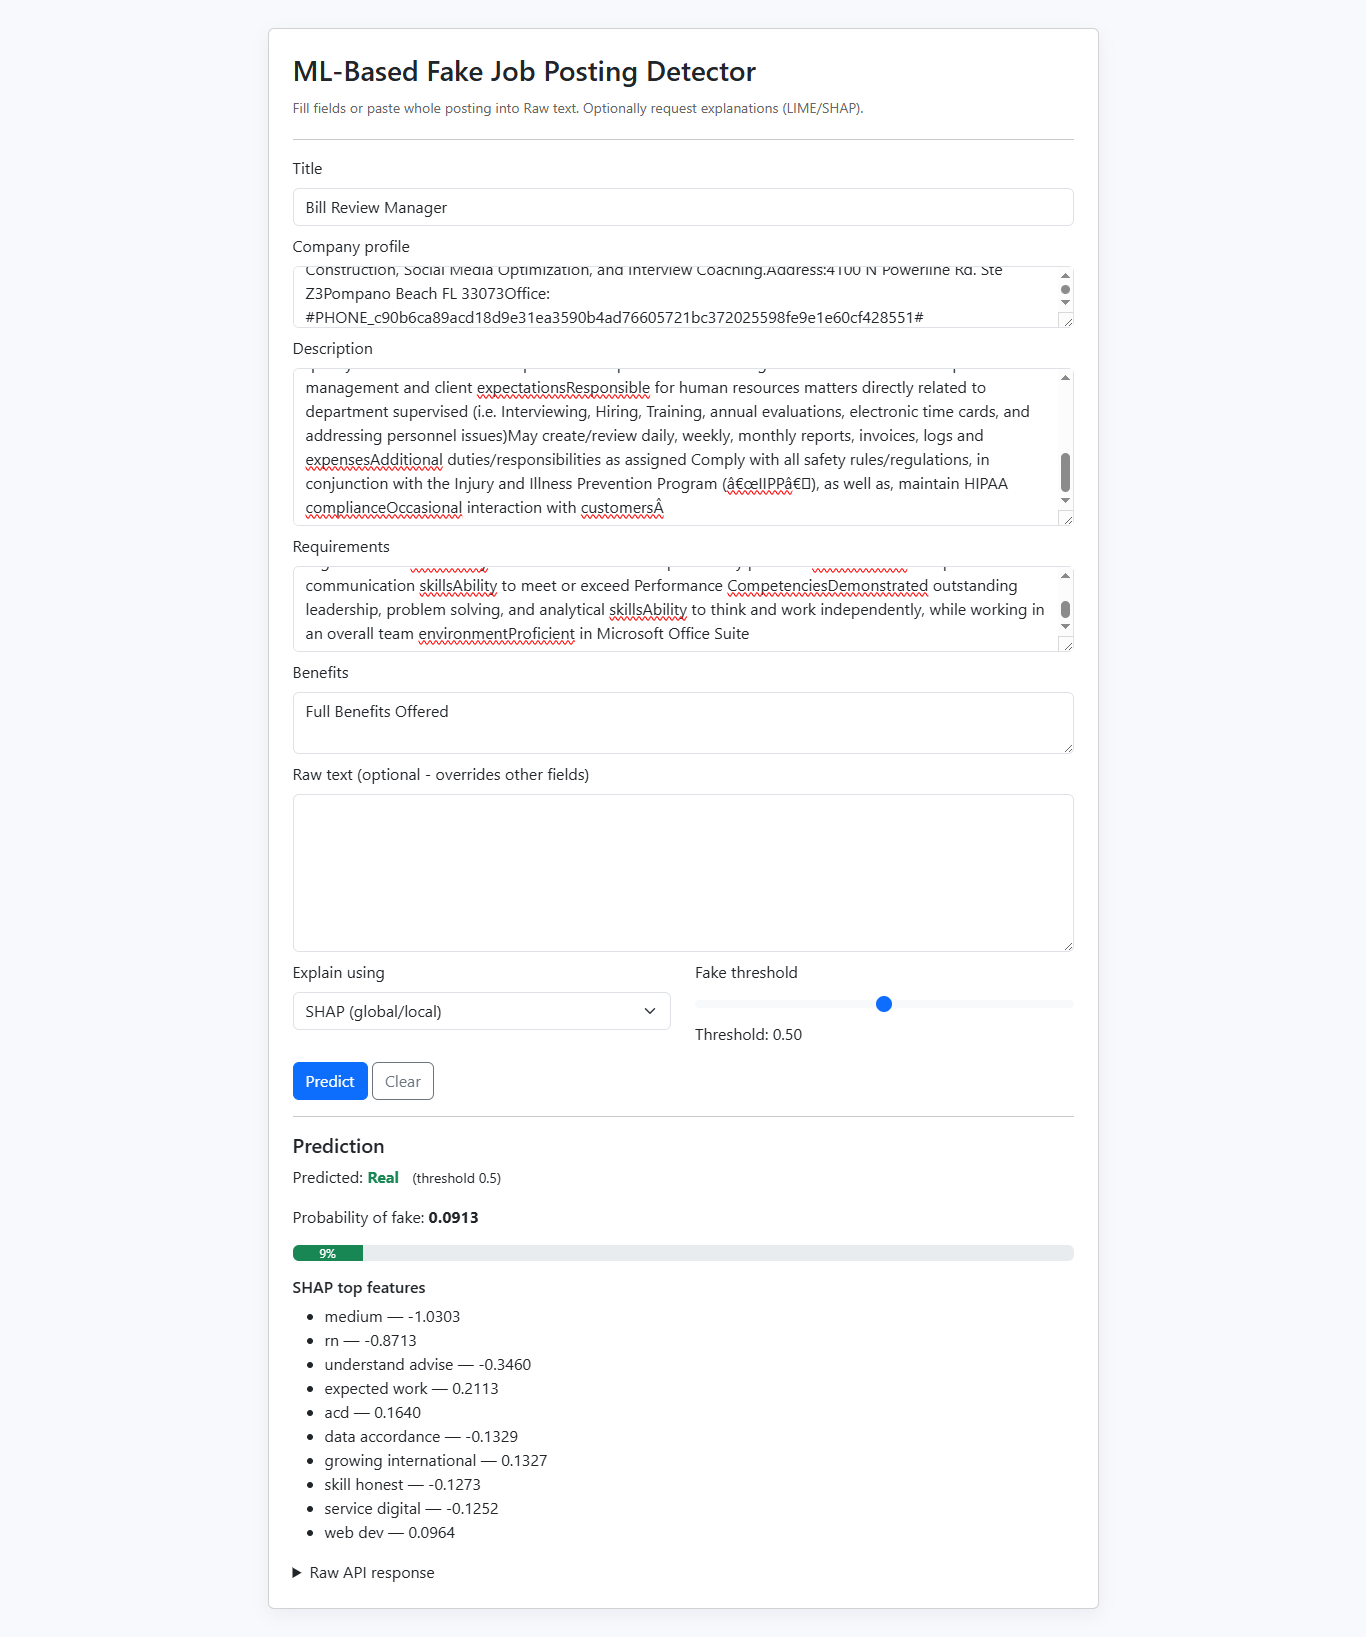 ML-Based Fake Job Posting Detector
Fill fields or paste whole posting into Raw text. Optionally request explanations (LIME/SHAP).
Title
Bill Review Manager
Company profile
Construction, Social Media Optimization, and Interview Coaching.Address:4100 N Powerline Rd. Ste
Z3Pompano Beach FL 33073Office:
#PHONE_c90b6ca89acd18d9e31ea3590b4ad76605721bc372025598fe9e1e60cf428551#
Description
management and client expectationsResponsible for human resources matters directly related to
department supervised (i.e. Interviewing, Hiring, Training, annual evaluations, electronic time cards, and
addressing personnel issues)May create/review daily, weekly, monthly reports, invoices, logs and
expensesAdditional duties/responsibilities as assigned Comply with all safety rules/regulations, in
conjunction with the Injury and Illness Prevention Program (â€œIIPPâ€), as well as, maintain HIPAA
complianceOccasional interaction with customersÂ
Requirements
communication skillsAbility to meet or exceed Performance CompetenciesDemonstrated outstanding
leadership, problem solving, and analytical skillsAbility to think and work independently, while working in
an overall team environmentProficient in Microsoft Office Suite
Benefits
Full Benefits Offered
Raw text (optional - overrides other fields)
Explain using
SHAP (global/local)
Fake threshold
Threshold: 0.50
Predict
Clear
Prediction
Predicted: Real (threshold 0.5)
Probability of fake: 0.0913
9%
SHAP top features
medium — -1.0303
rn — -0.8713
understand advise — -0.3460
expected work — 0.2113
acd — 0.1640
data accordance — -0.1329
growing international — 0.1327
skill honest — -0.1273
service digital — -0.1252
web dev — 0.0964
Raw API response